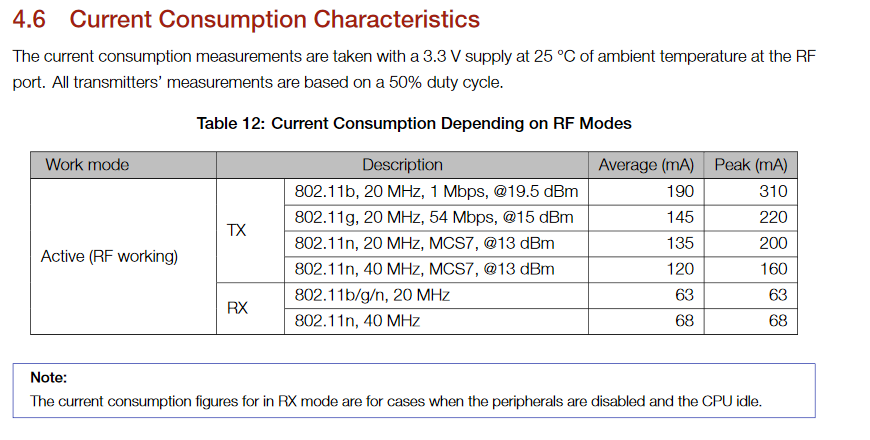 4.6 Current Consumption Characteristics
The current consumption measurements are taken with a 3.3 V supply at 25 °C of ambient temperature at the RF
port. All transmitters' measurements are based on a 50% duty cycle.
Table 12: Current Consumption Depending on RF Modes
Work mode Description Average (mA) Peak (mA)
Active (RF working) TX 802.11b, 20 MHz, 1 Mbps, @19.5 dBm 190 310
802.11g, 20 MHz, 54 Mbps, @15 dBm 145 220
802.11n, 20 MHz, MCS7, @13 dBm 135 200
802.11n, 40 MHz, MCS7, @13 dBm 120 160
RX 802.11b/g/n, 20 MHz 63 63
802.11n, 40 MHz 68 68
Note:
The current consumption figures for in RX mode are for cases when the peripherals are disabled and the CPU idle.